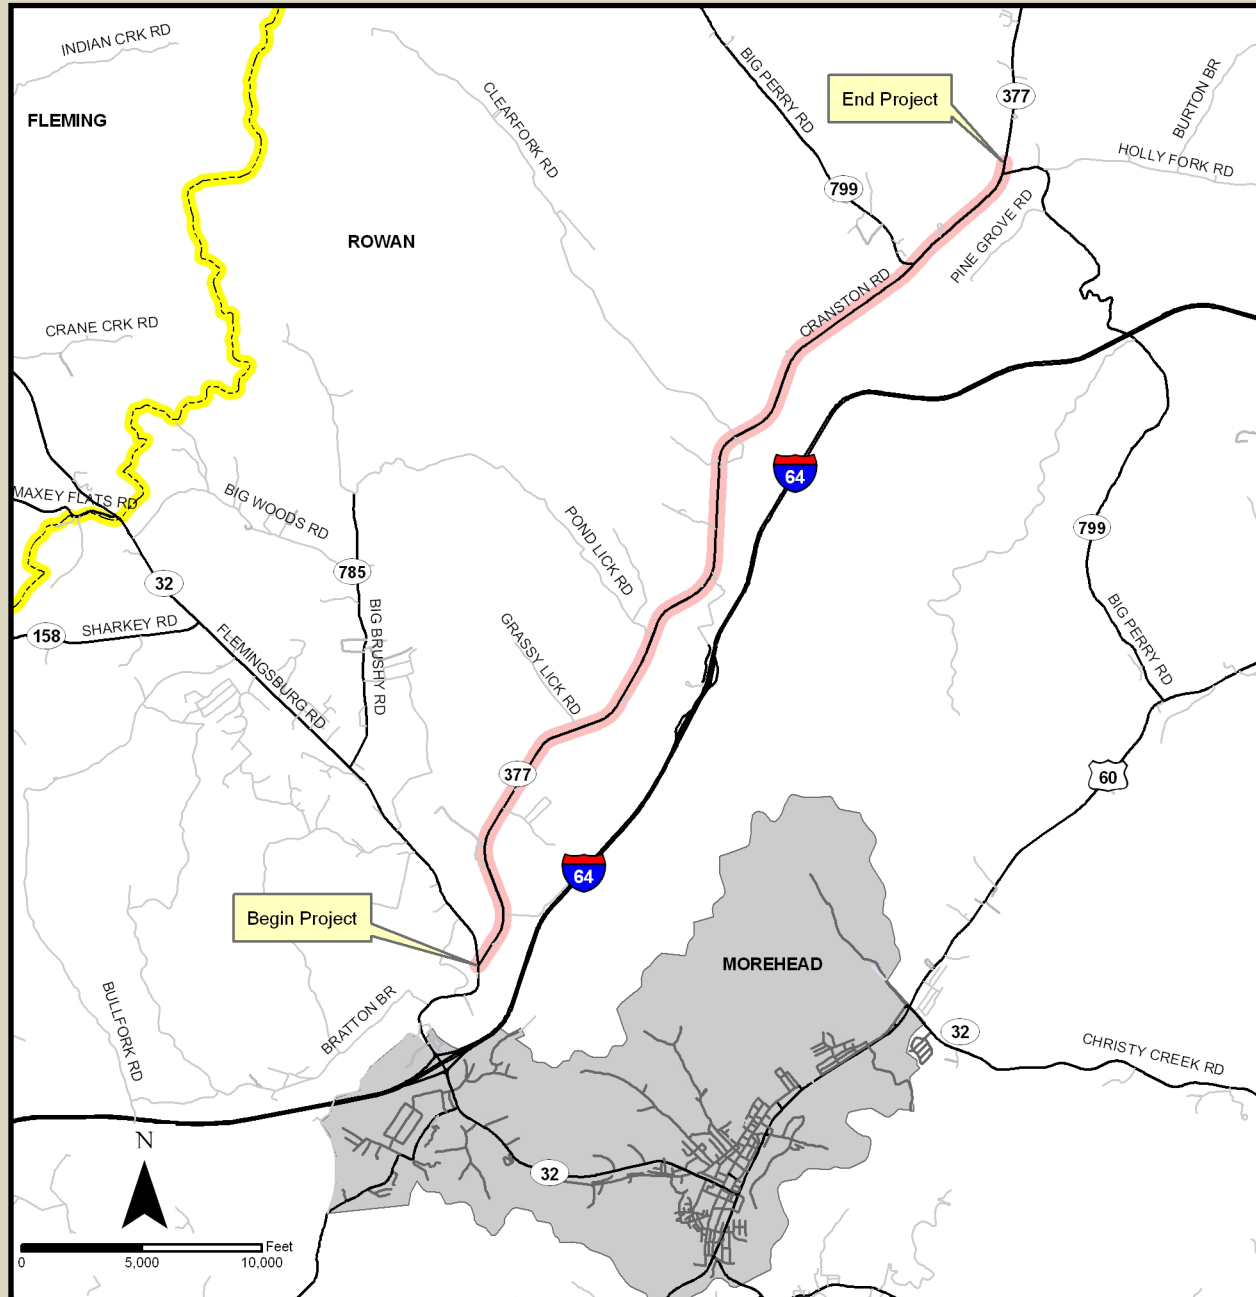 INDIAN CRK RD
FLEMING
CLEARFORK RD
BIG PERRY RD
End Project
377
BURTON BR
HOLLY FORK RD
799
PINE GROVE RD
ROWAN
CRANSTON RD
CRANE CRK RD
64
MAXEY FLATS RD
BIG WOODS RD
POND LICK RD
799
785
32
BIG BRUSHY RD
158
SHARKEY RD
FLEMINGSBURG RD
GRASSY LICK RD
BIG PERRY RD
377
60
64
Begin Project
MOREHEAD
BULLFORK RD
BRATTON BR
32
CHRISTY CREEK RD
N
32
Feet
0 5,000 10,000